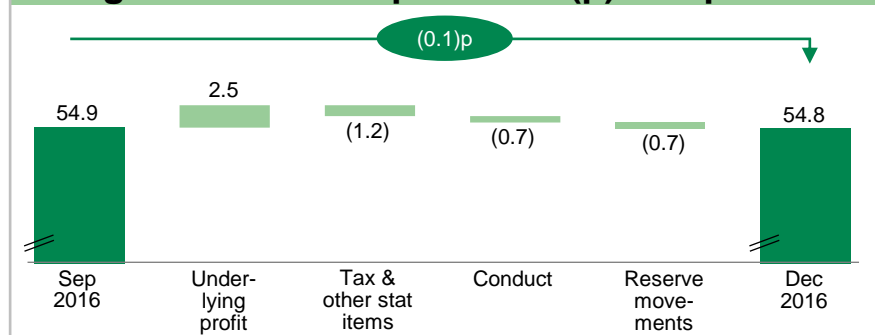 (0.1)p
54.9
2.5
(1.2)
(0.7)
(0.7)
54.8
Sep
2016
Under-
lying
profit
Tax &
other stat
items
Conduct
Reserve
move-
ments
Dec
2016